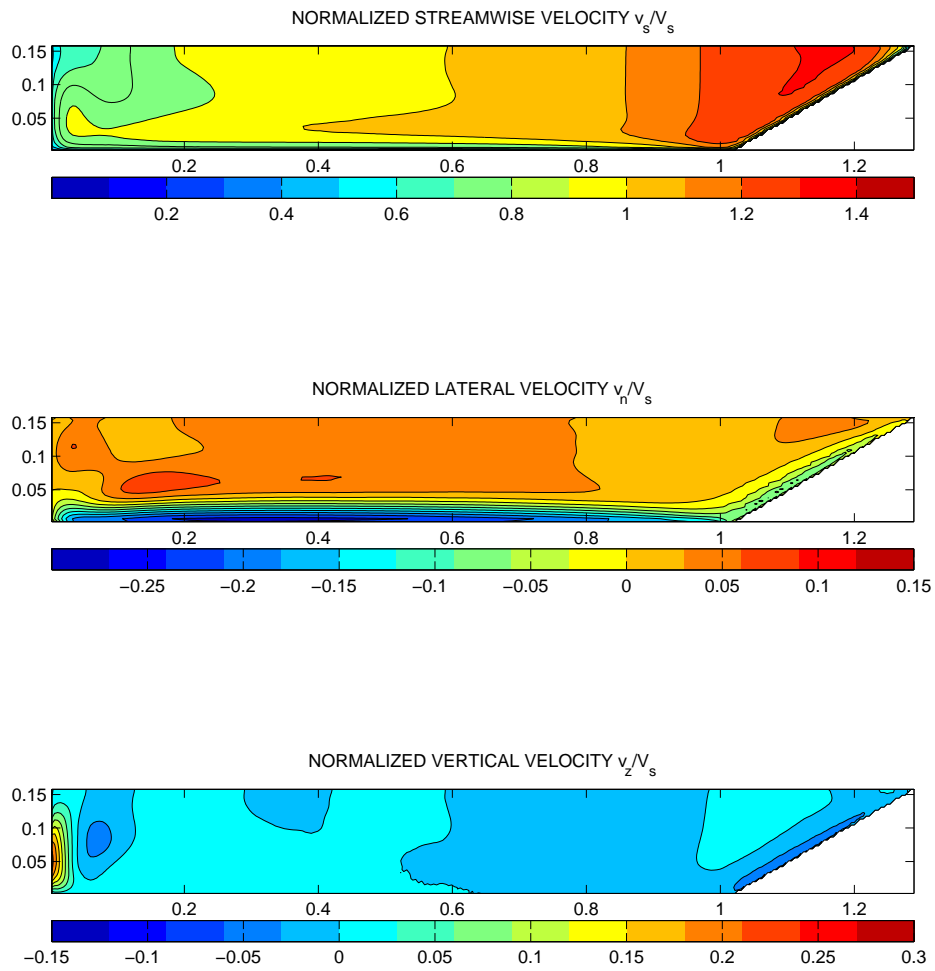 NORMALIZED STREAMWISE VELOCITY v_s/V_s
0.15
0.1
0.05
0.2 0.4 0.6 0.8 1 1.2
0.2 0.4 0.6 0.8 1 1.2 1.4
NORMALIZED LATERAL VELOCITY v_n/V_s
0.15
0.1
0.05
0.2 0.4 0.6 0.8 1 1.2
−0.25 −0.2 −0.15 −0.1 −0.05 0 0.05 0.1 0.15
NORMALIZED VERTICAL VELOCITY v_z/V_s
0.15
0.1
0.05
0.2 0.4 0.6 0.8 1 1.2
−0.15 −0.1 −0.05 0 0.05 0.1 0.15 0.2 0.25 0.3